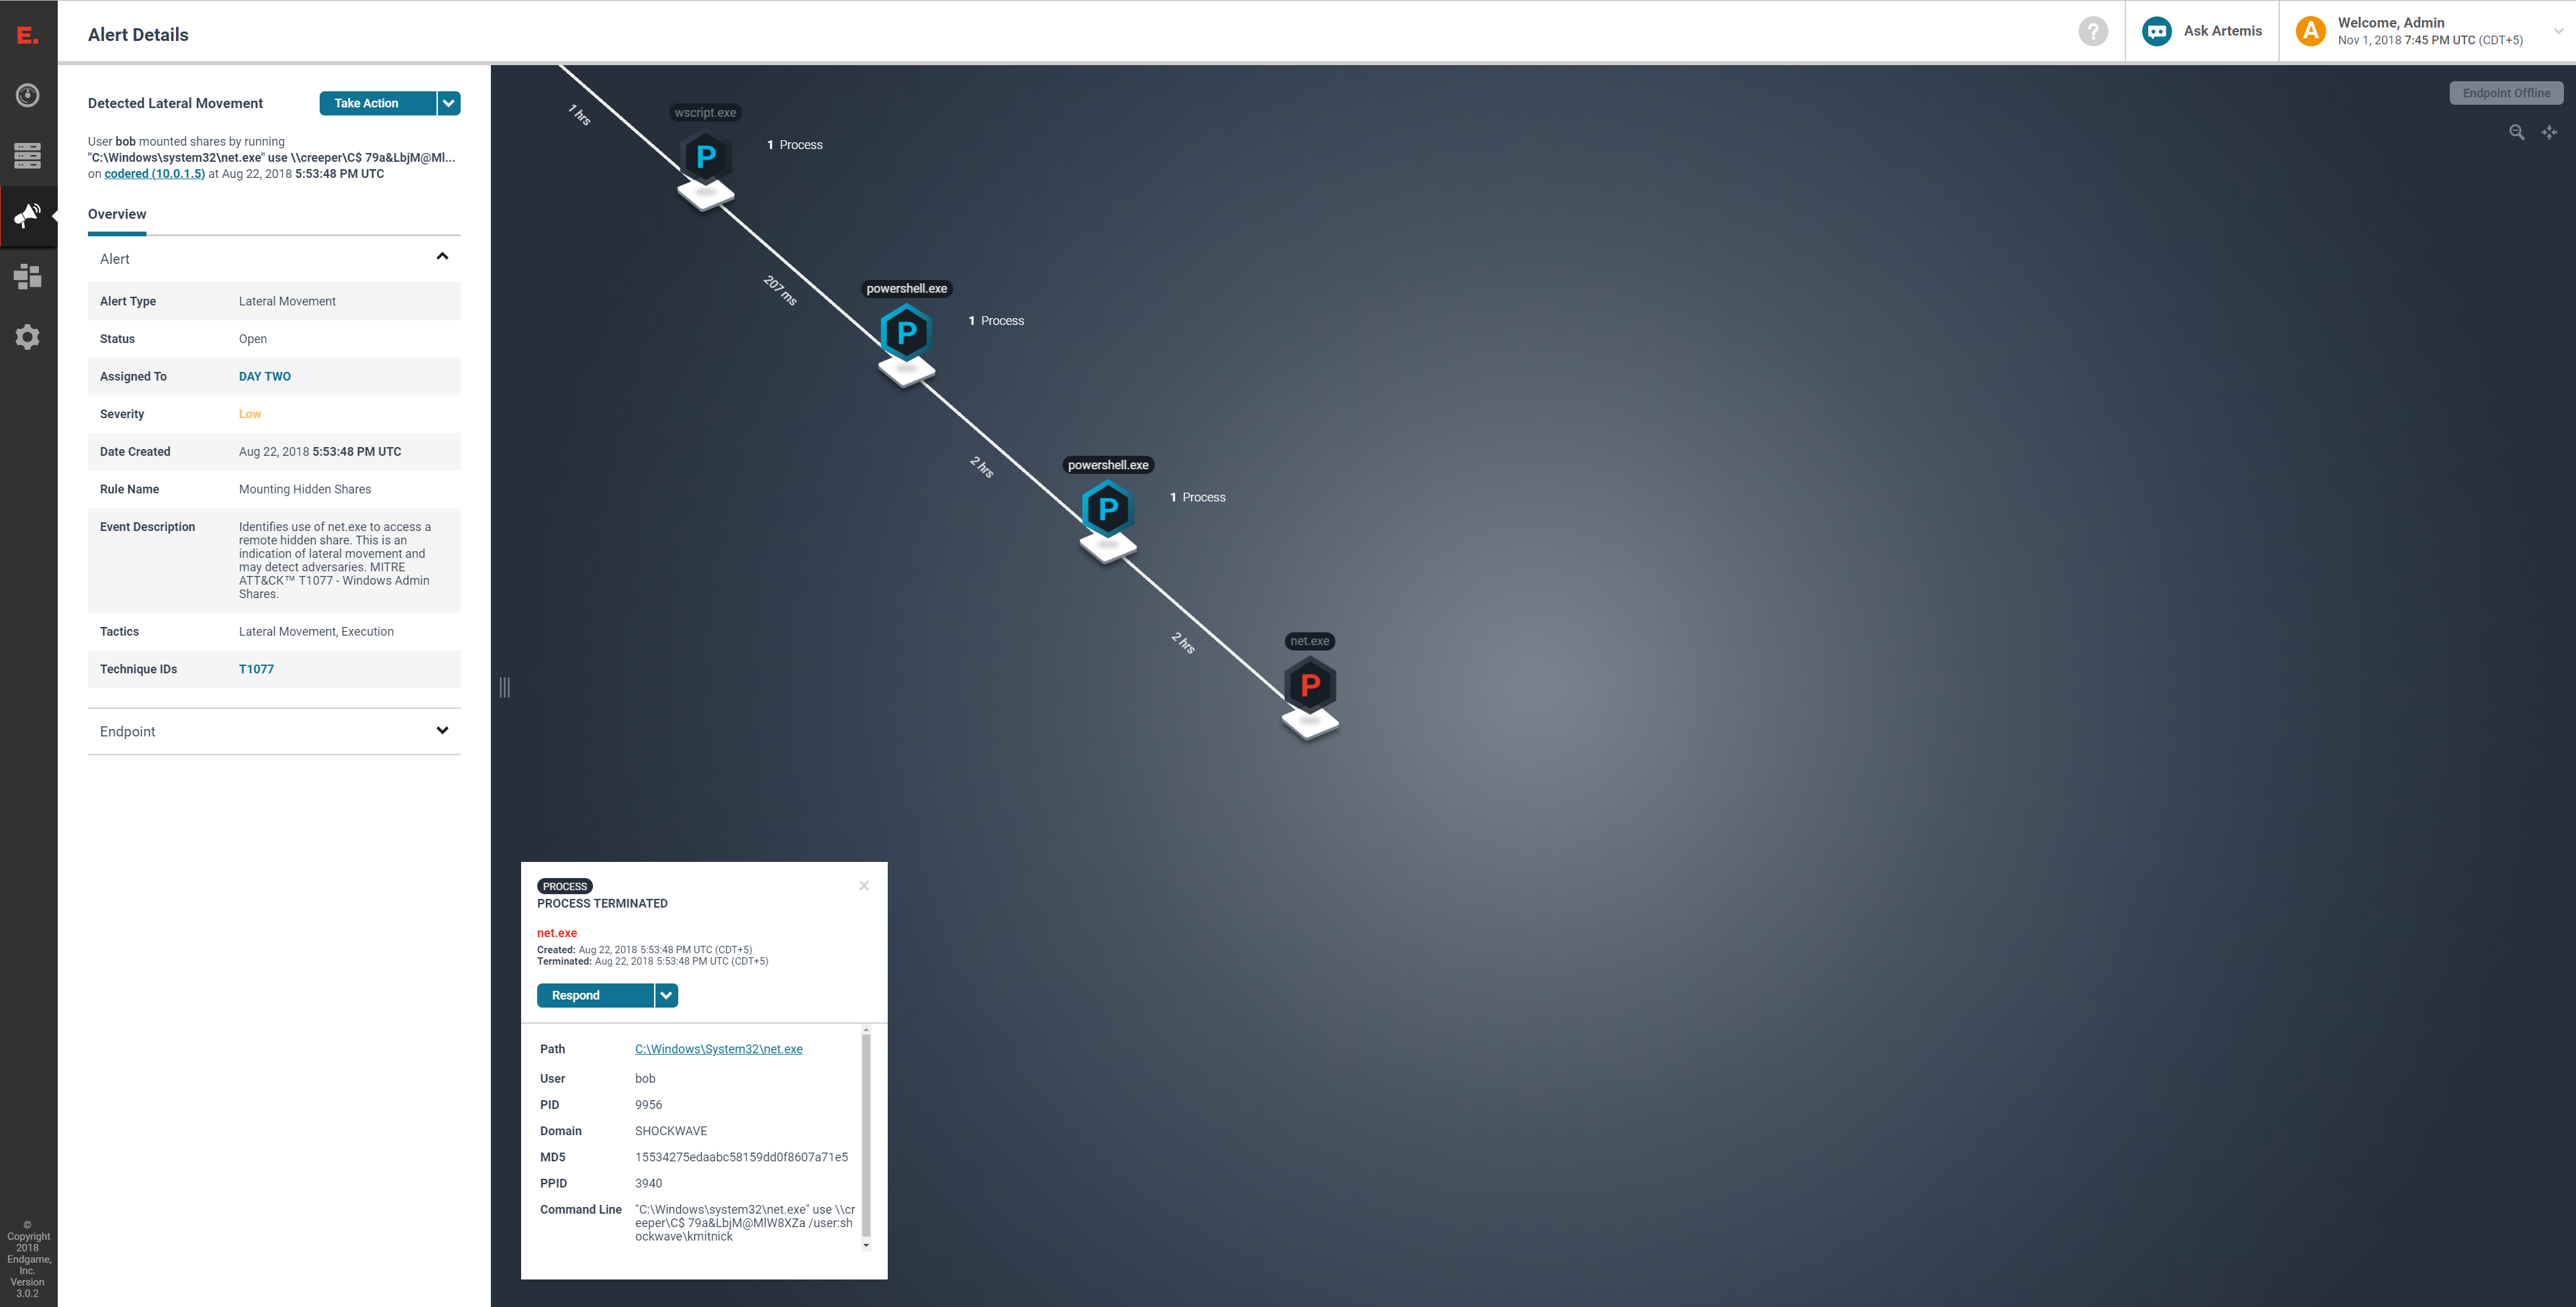 E.
Alert Details
?
Ask Artemis
A
Welcome, Admin
Nov 1, 2018 7:45 PM UTC (CDT+5)
Detected Lateral Movement
Take Action
User bob mounted shares by running
"C:\Windows\system32\net.exe" use \\creeper\C$ 79a&LbjM@Ml...
on codered (10.0.1.5) at Aug 22, 2018 5:53:48 PM UTC
Overview
Alert
Alert Type Lateral Movement
Status Open
Assigned To DAY TWO
Severity Low
Date Created Aug 22, 2018 5:53:48 PM UTC
Rule Name Mounting Hidden Shares
Event Description Identifies use of net.exe to access a
remote hidden share. This is an
indication of lateral movement and
may detect adversaries. MITRE
ATT&CK™ T1077 - Windows Admin
Shares.
Tactics Lateral Movement, Execution
Technique IDs T1077
Endpoint
© Copyright
2018
Endgame,
Inc.
Version
3.0.2
Endpoint Offline
1 hrs
wscript.exe
P
1 Process
207 ms
powershell.exe
P
1 Process
2 hrs
powershell.exe
P
1 Process
2 hrs
net.exe
P
PROCESS
PROCESS TERMINATED
net.exe
Created: Aug 22, 2018 5:53:48 PM UTC (CDT+5)
Terminated: Aug 22, 2018 5:53:48 PM UTC (CDT+5)
Respond
Path C:\Windows\System32\net.exe
User bob
PID 9956
Domain SHOCKWAVE
MD5 15534275edaabc58159dd0f8607a71e5
PPID 3940
Command Line "C:\Windows\system32\net.exe" use \\cr
eeper\C$ 79a&LbjM@MlW8XZa /user:sh
ockwave\kmitnick